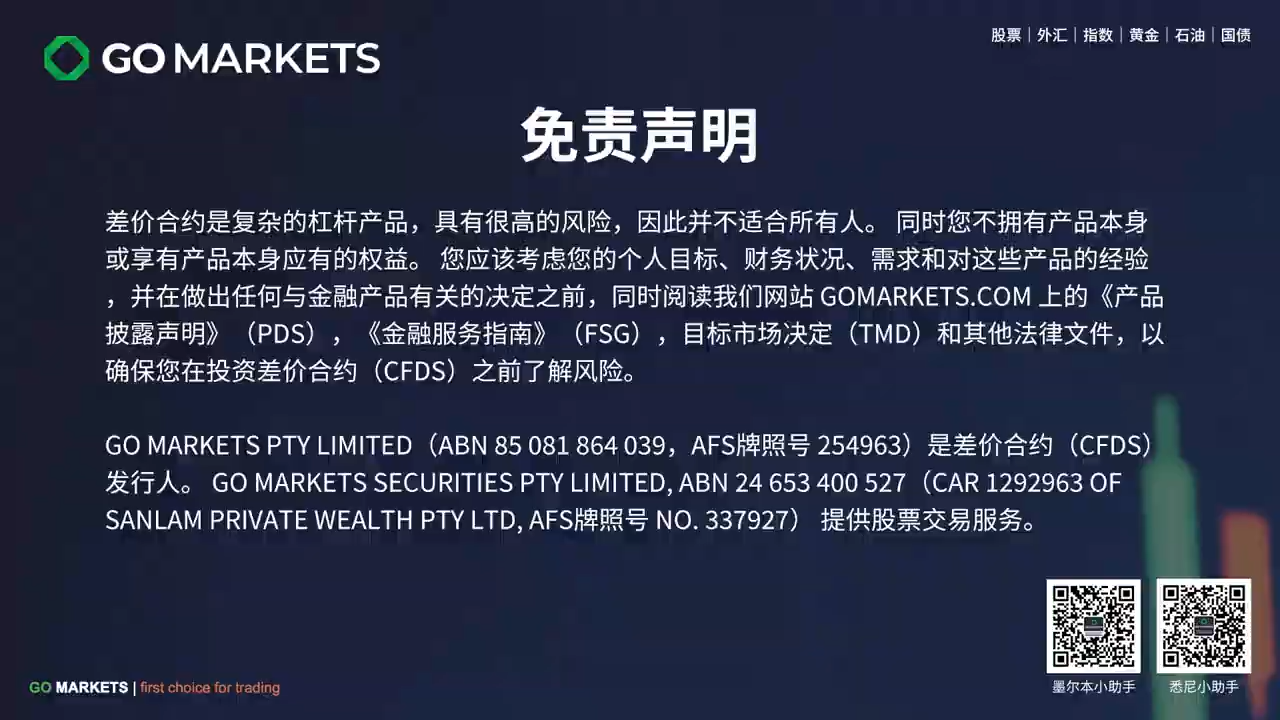 GO MARKETS
股票｜外汇｜指数｜黄金｜石油｜国债
免责声明
差价合约是复杂的杠杆产品，具有很高的风险，因此并不适合所有人。 同时您不拥有产品本身
或享有产品本身应有的权益。 您应该考虑您的个人目标、财务状况、需求和对这些产品的经验
，并在做出任何与金融产品有关的决定之前，同时阅读我们网站 GOMARKETS.COM 上的《产品
披露声明》（PDS），《金融服务指南》（FSG），目标市场决定（TMD）和其他法律文件，以
确保您在投资差价合约（CFDS）之前了解风险。
GO MARKETS PTY LIMITED（ABN 85 081 864 039，AFS牌照号 254963）是差价合约（CFDS）
发行人。 GO MARKETS SECURITIES PTY LIMITED, ABN 24 653 400 527（CAR 1292963 OF
SANLAM PRIVATE WEALTH PTY LTD, AFS牌照号 NO. 337927） 提供股票交易服务。
墨尔本小助手 悉尼小助手
GO MARKETS | first choice for trading